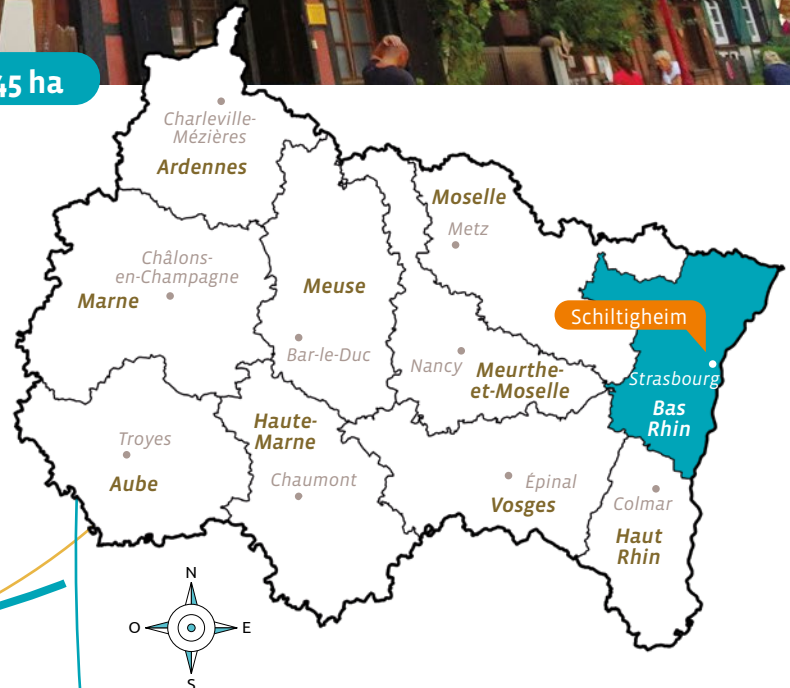 45 ha
Charleville-
Mézières
Ardennes
Moselle
Metz
Châlons-
en-Champagne
Marne
Meuse
Schiltigheim
Bar-le-Duc
Nancy
Meurthe-
et-Moselle
Strasbourg
Bas
Rhin
Haute-
Marne
Troyes
Aube
Chaumont
Épinal
Vosges
Colmar
Haut
Rhin
N
O
E
S